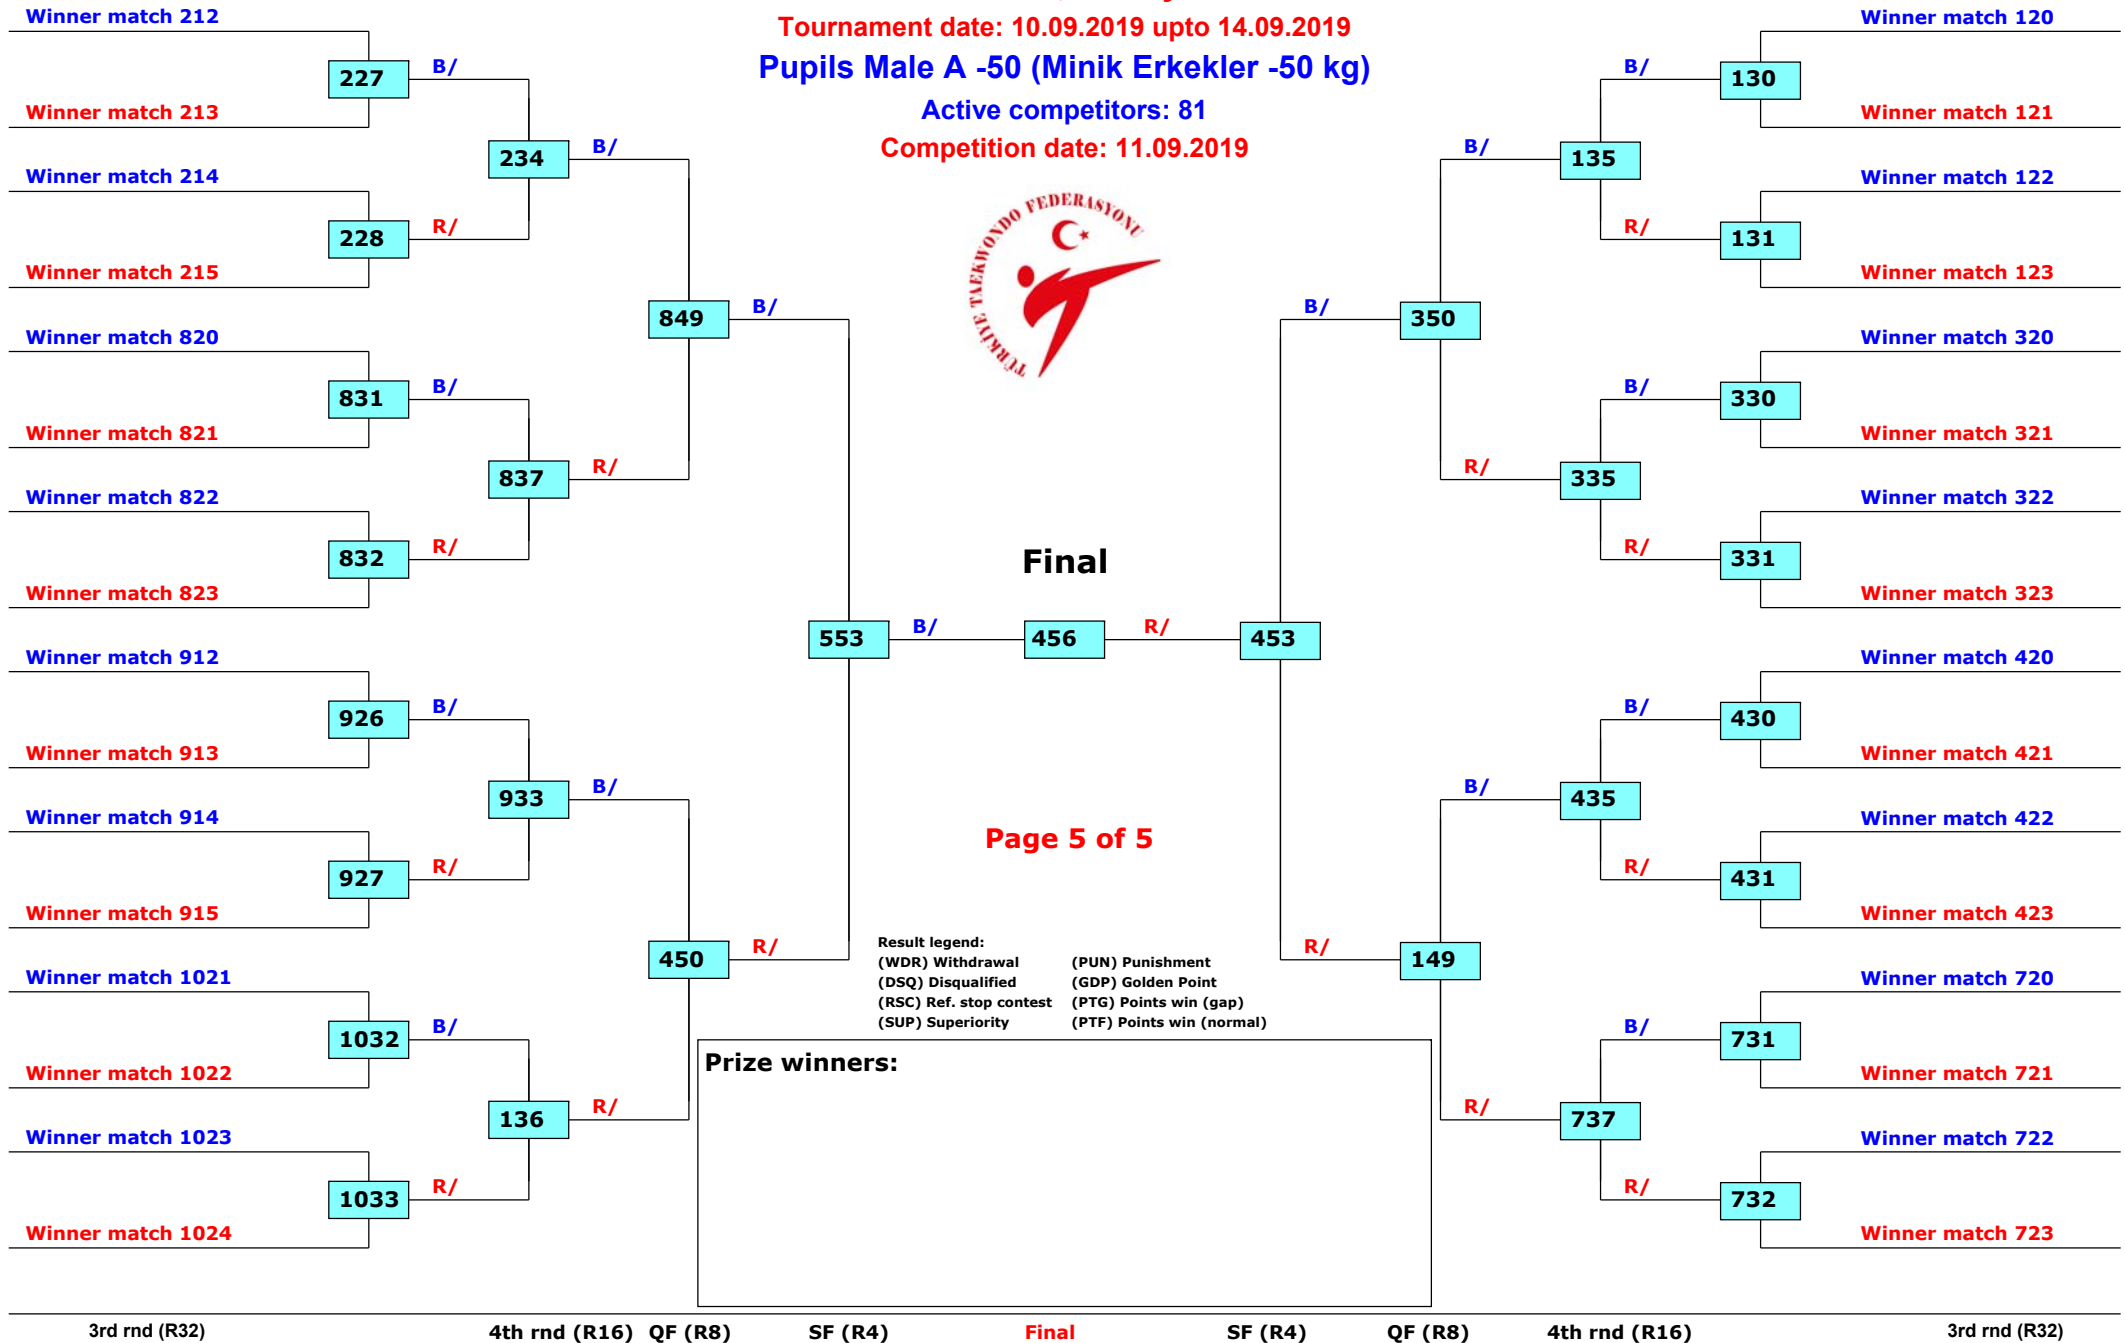 Tournament date: 10.09.2019 upto 14.09.2019
Pupils Male A -50 (Minik Erkekler -50 kg)
Active competitors: 81
Competition date: 11.09.2019
TÜRKİYE TAEKWONDO FEDERASYONU
Winner match 212
227
B/
Winner match 213
234
B/
Winner match 214
228
R/
Winner match 215
849
B/
Winner match 820
831
B/
Winner match 821
837
R/
Winner match 822
832
R/
Winner match 823
553
B/
Winner match 912
926
B/
Winner match 913
933
B/
Winner match 914
927
R/
Winner match 915
450
R/
Winner match 1021
1032
B/
Winner match 1022
136
R/
Winner match 1023
1033
R/
Winner match 1024
Final
456
R/
453
Page 5 of 5
Winner match 120
B/
130
Winner match 121
B/
135
Winner match 122
R/
131
Winner match 123
B/
350
Winner match 320
B/
330
Winner match 321
R/
335
Winner match 322
R/
331
Winner match 323
Winner match 420
B/
430
Winner match 421
B/
435
Winner match 422
R/
431
Winner match 423
R/
149
Winner match 720
B/
731
Winner match 721
R/
737
Winner match 722
R/
732
Winner match 723
Result legend:
(WDR) Withdrawal (PUN) Punishment
(DSQ) Disqualified (GDP) Golden Point
(RSC) Ref. stop contest (PTG) Points win (gap)
(SUP) Superiority (PTF) Points win (normal)
Prize winners:
3rd rnd (R32) 4th rnd (R16) QF (R8) SF (R4) Final SF (R4) QF (R8) 4th rnd (R16) 3rd rnd (R32)